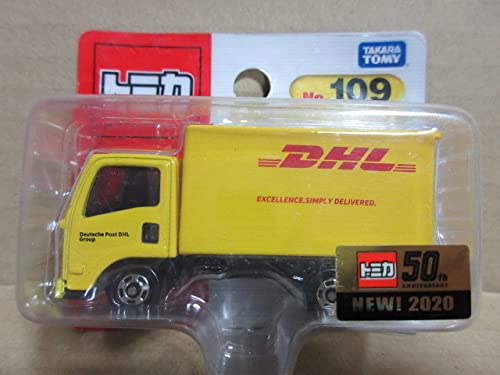 トミカ
TAKARA
TOMY
No. 109
DHL
EXCELLENCE.SIMPLY DELIVERED.
Deutsche Post DHL
Group
トミカ 50th
ANNIVERSARY
NEW! 2020